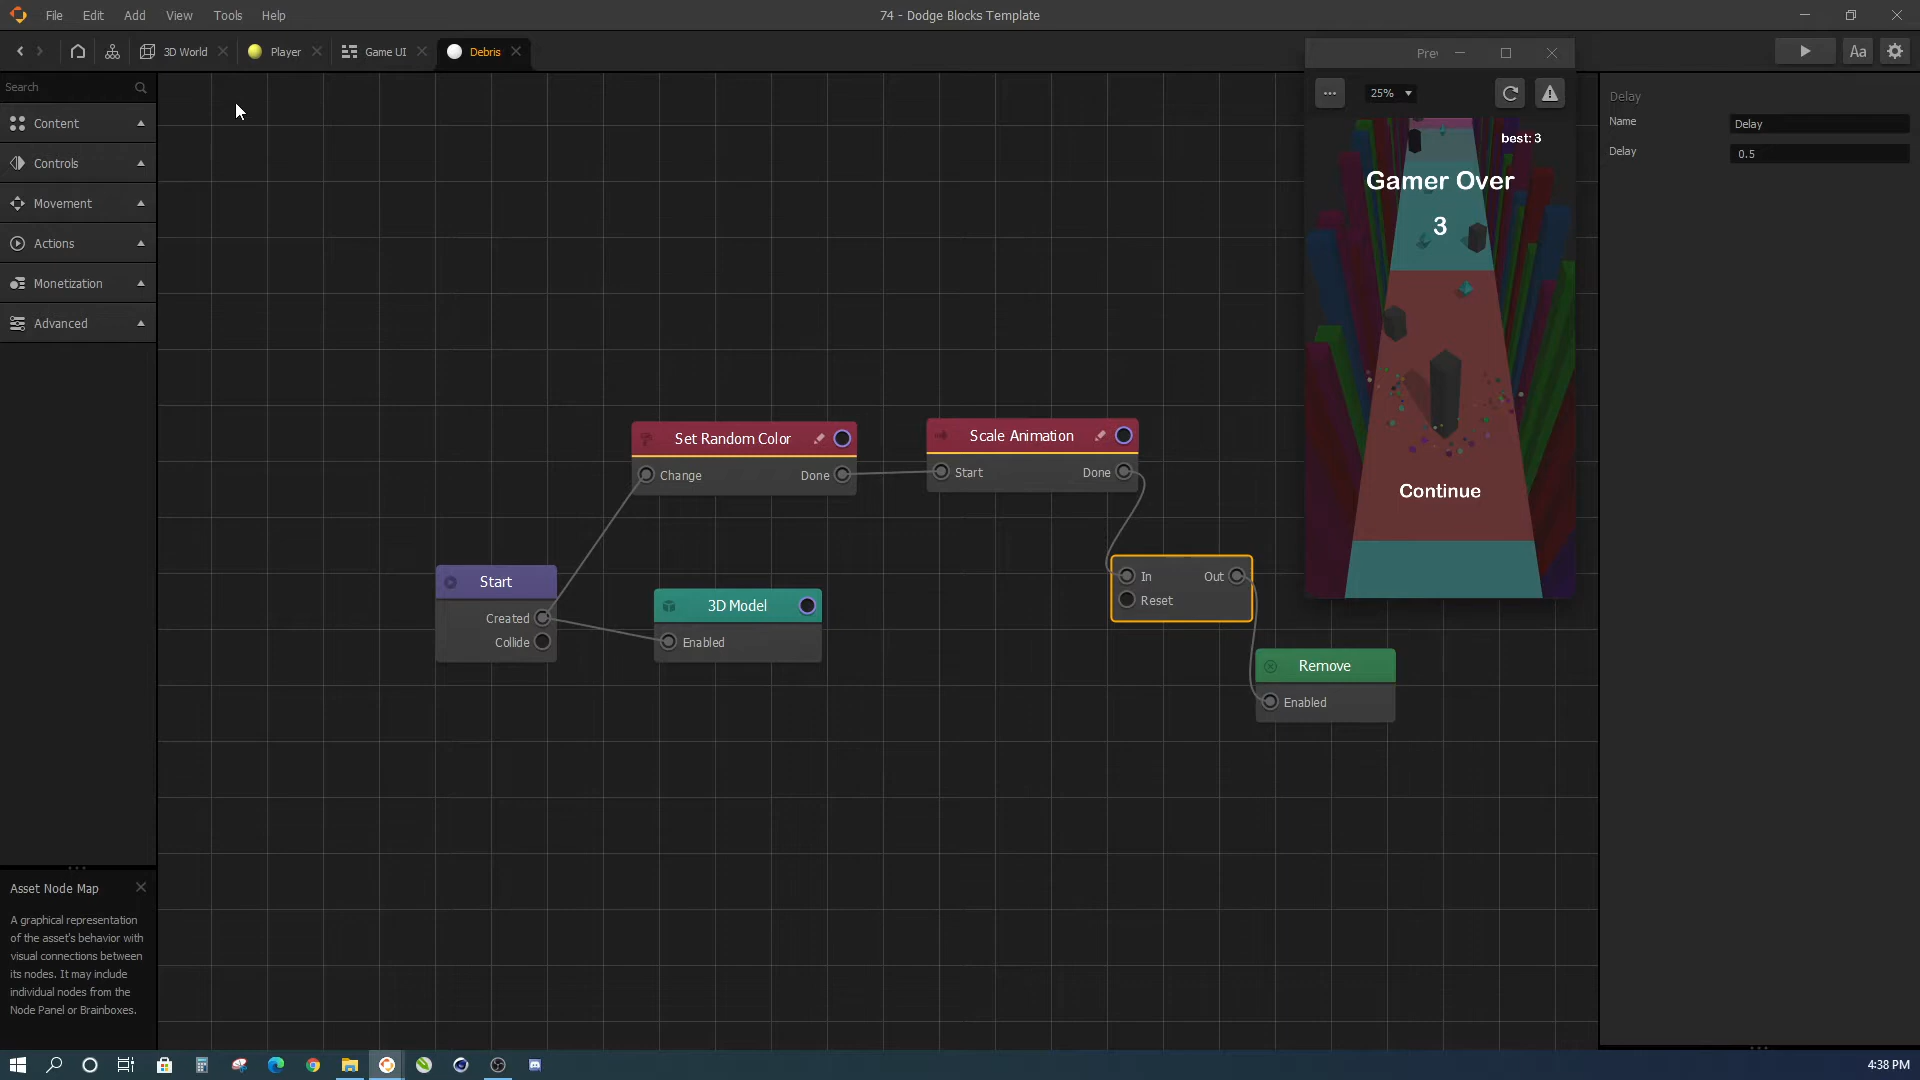 File Edit Add View Tools Help
74 - Dodge Blocks Template
3D World
Player
Game UI
Debris
Pre
Aa
Search
Content
Controls
Movement
Actions
Monetization
Advanced
25%
best: 3
Gamer Over
3
Continue
Delay
Name Delay
Delay 0.5
Set Random Color
Change Done
Scale Animation
Start Done
Start
Created
Collide
3D Model
Enabled
In Out
Reset
Remove
Enabled
Asset Node Map
A graphical representation
of the asset's behavior with
visual connections between
its nodes. It may include
individual nodes from the
Node Panel or Brainboxes.
4:38 PM